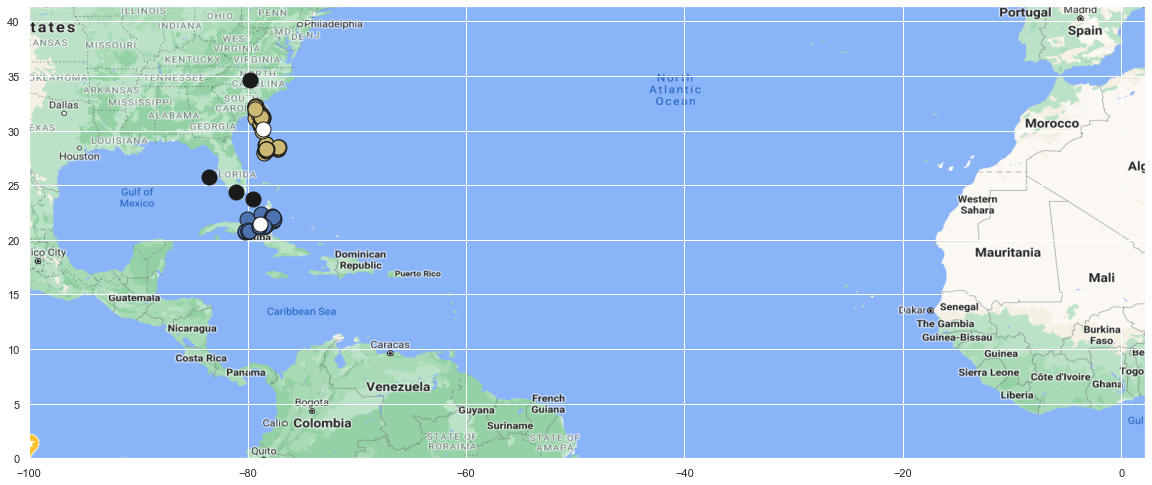 ILLINOIS
OHIO
PENN
Philadelphia
tates
INDIANA
MD
DE
NJ
ANSAS
MISSOURI
WEST
VIRGINIA
KENTUCKY
VIRGINIA
OKLAHOMA
TENNESSEE
NORTH
CAROLINA
ARKANSAS
SOUTH
CAROL
Dallas
MISSISSIPPI
ALABAMA
EXAS
GEORGIA
LOUISIANA
Houston
FLORIDA
Gulf of
Mexico
uba
ico City
Dominican
Republic
Puerto Rico
Guatemala
Caribbean Sea
Nicaragua
Costa Rica
Panama
Caracas
Venezuela
Bogota
Cali
Colombia
Guyana
French
Guiana
Suriname
STATE OF
RORAIMA
STATE OF
AMAPA
Quito
North
Atlantic
Ocean
Portugal
Madrid
Spain
Morocco
Alg
Western
Sahara
Mauritania
Mali
Dakar
Senegal
The Gambia
Guinea-Bissau
Guinea
Burkina
Faso
Be
Sierra Leone
Côte d'Ivoire
Togo
Ghana
Liberia
Gulf
40
35
30
25
20
15
10
5
0
−100
−80
−60
−40
−20
0